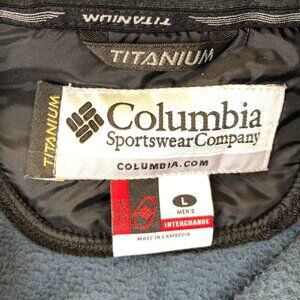 TITANIUM
TITANIUM
TITANIUM
Columbia
Sportswear Company
COLUMBIA.COM
L
MEN'S
INTERCHANGE
MADE IN CAMBODIA